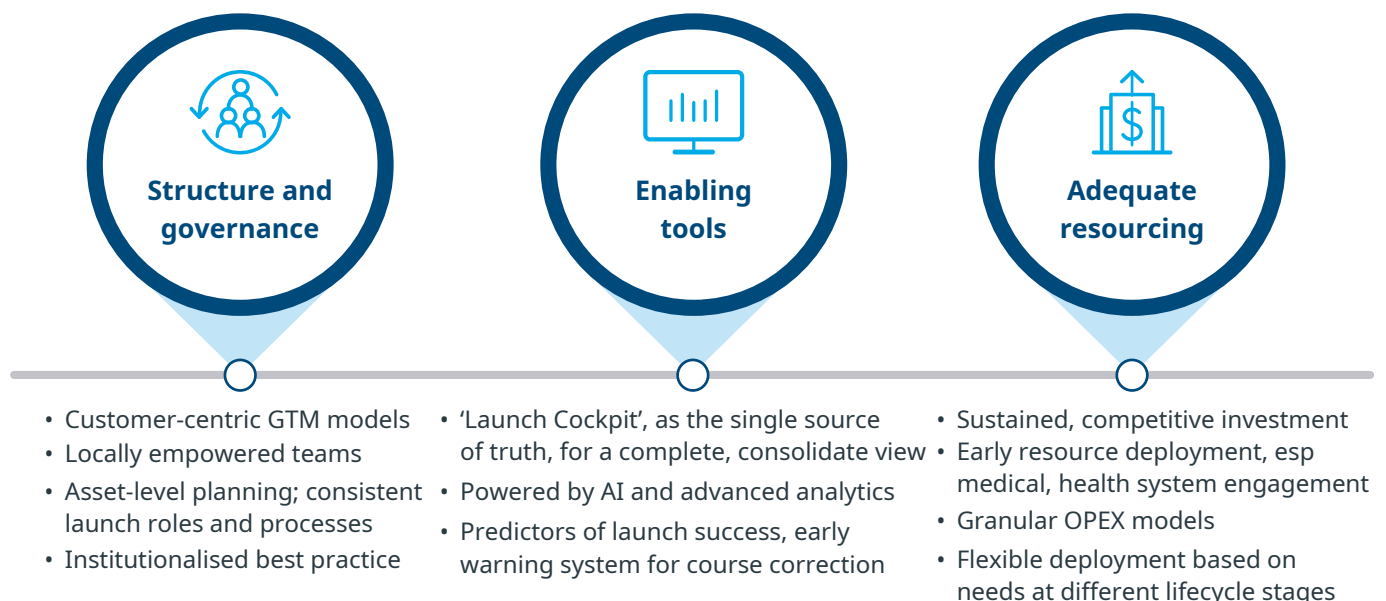 Structure and
governance
• Customer-centric GTM models
• Locally empowered teams
• Asset-level planning; consistent
launch roles and processes
• Institutionalised best practice
Enabling
tools
• ‘Launch Cockpit’, as the single source
of truth, for a complete, consolidate view
• Powered by AI and advanced analytics
• Predictors of launch success, early
warning system for course correction
$
Adequate
resourcing
• Sustained, competitive investment
• Early resource deployment, esp
medical, health system engagement
• Granular OPEX models
• Flexible deployment based on
needs at different lifecycle stages